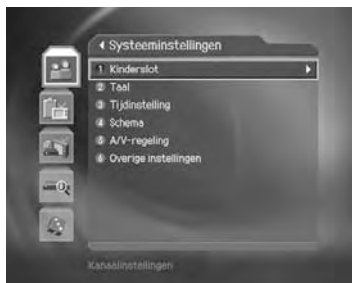 Systeeminstellingen
1 Kinderslot
2 Taal
3 Tijdinstelling
4 Schema
5 A/V-regeling
6 Overige instellingen
Kanaalinstellingen